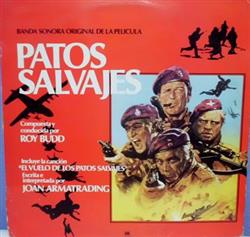 BANDA SONORA ORIGINAL DE LA PELICULA
PATOS
SALVAJES
Compuesta y
conducida por
ROY BUDD
Incluye la canción
"EL VUELO DE LOS PATOS SALVAJES"
Escrita e
interpretada por
JOAN ARMATRADING